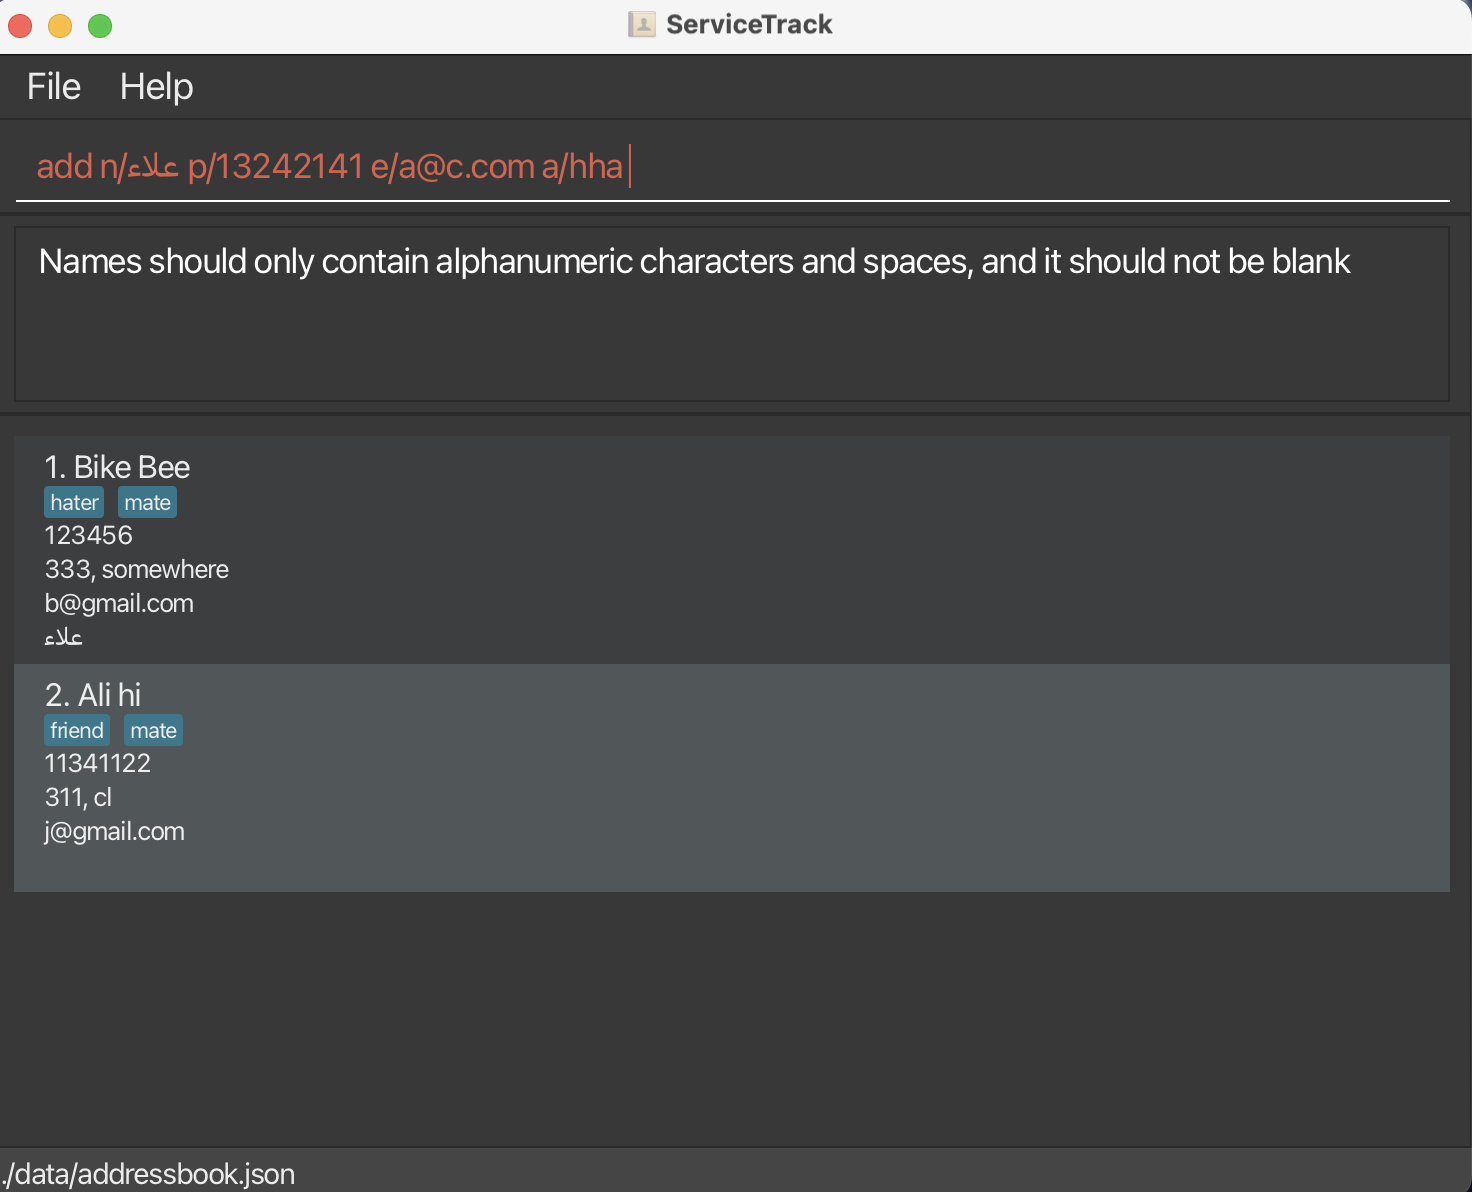 ServiceTrack
File Help
add n/علاء p/13242141 e/a@c.com a/hha
Names should only contain alphanumeric characters and spaces, and it should not be blank
1. Bike Bee
hater mate
123456
333, somewhere
b@gmail.com
علاء
2. Ali hi
friend mate
11341122
311, cl
j@gmail.com
./data/addressbook.json